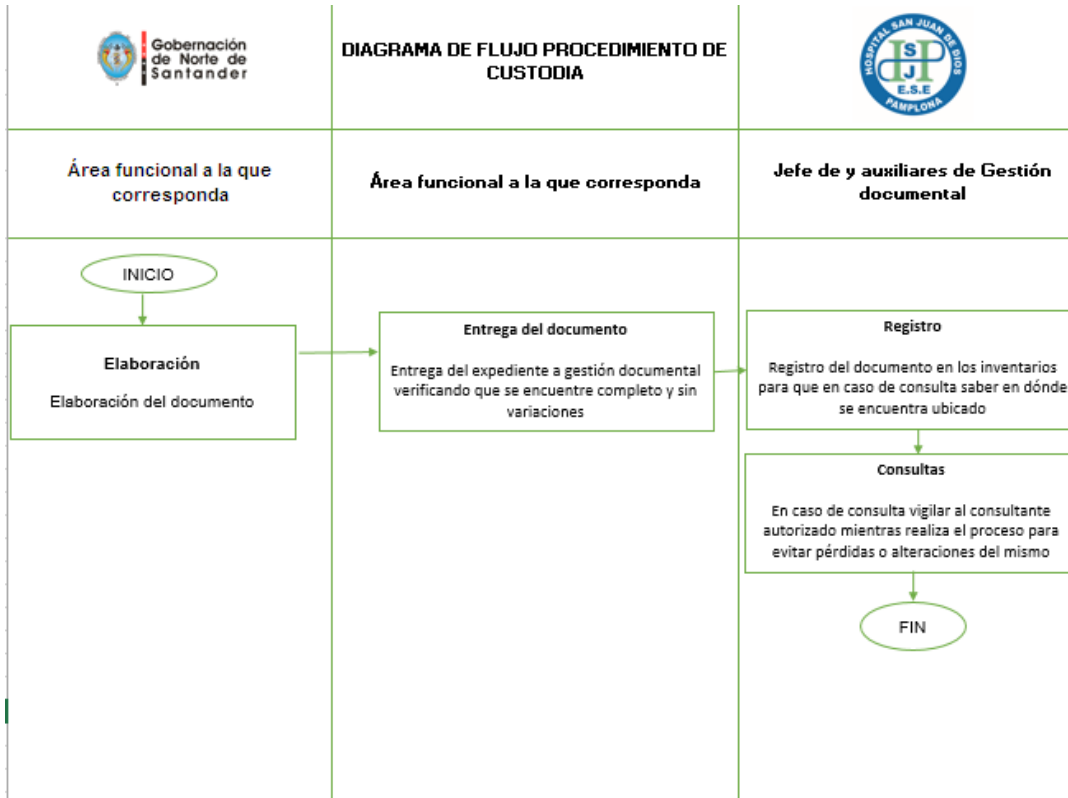 Gobernación
de Norte de
Santander
DIAGRAMA DE FLUJO PROCEDIMIENTO DE
CUSTODIA
HOSPITAL SAN JUAN DE DIOS
HSJ
E.S.E
PAMPLONA
Área funcional a la que
corresponda
Área funcional a la que corresponda
Jefe de y auxiliares de Gestión
documental
INICIO
Elaboración
Elaboración del documento
Entrega del documento
Entrega del expediente a gestión documental
verificando que se encuentre completo y sin
variaciones
Registro
Registro del documento en los inventarios
para que en caso de consulta saber en dónde
se encuentra ubicado
Consultas
En caso de consulta vigilar al consultante
autorizado mientras realiza el proceso para
evitar pérdidas o alteraciones del mismo
FIN